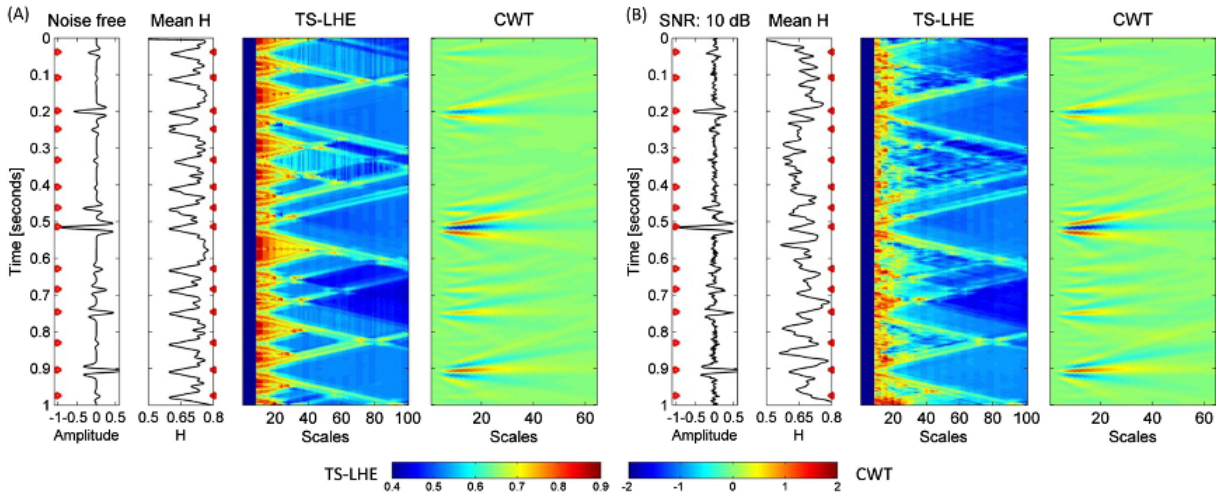 (A) Noise free Mean H TS-LHE CWT (B) SNR: 10 dB Mean H TS-LHE CWT
0
0.1
0.2
0.3
0.4
0.5
0.6
0.7
0.8
0.9
1
Time [seconds]
-1 -0.5 0 0.5
Amplitude
0.5 0.65 0.8
H
20 40 60 80 100
Scales
20 40 60
Scales
0
0.1
0.2
0.3
0.4
0.5
0.6
0.7
0.8
0.9
1
Time [seconds]
-1 -0.5 0 0.5
Amplitude
0.5 0.65 0.8
H
20 40 60 80 100
Scales
20 40 60
Scales
TS-LHE
0.4 0.5 0.6 0.7 0.8 0.9
-2 -1 0 1 2
CWT